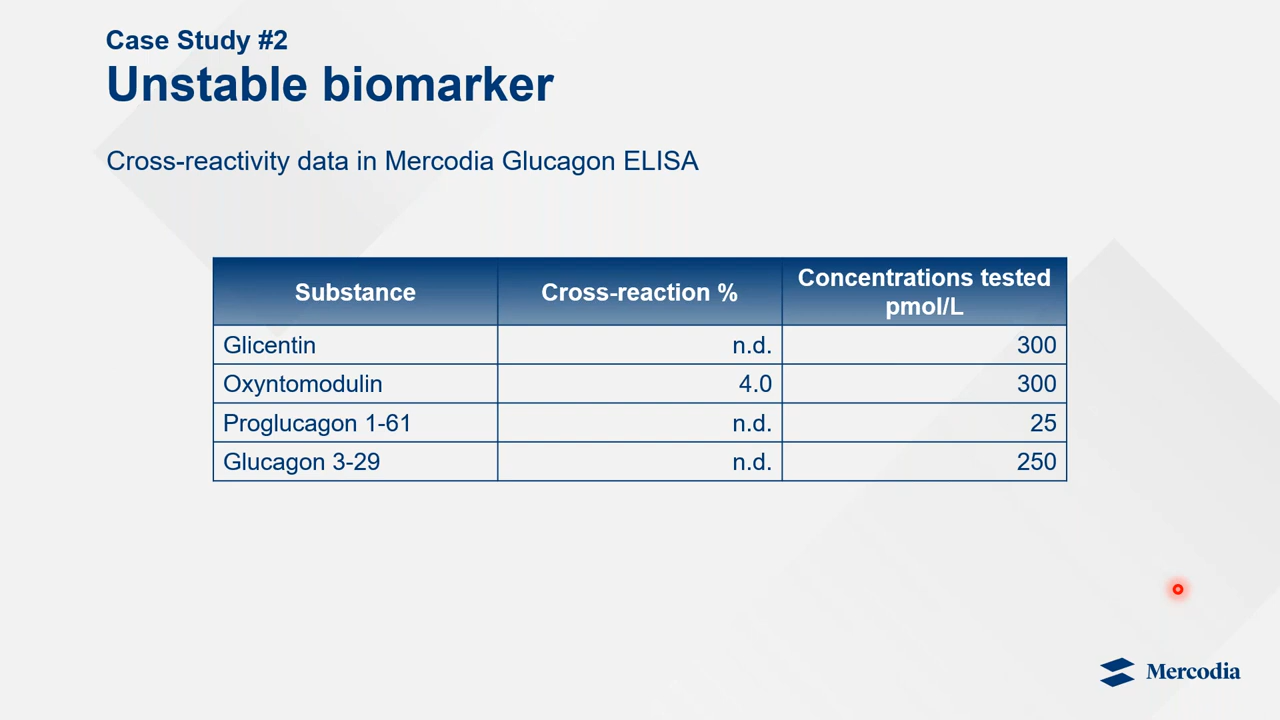 Case Study #2
Unstable biomarker
Cross-reactivity data in Mercodia Glucagon ELISA
Substance Cross-reaction % Concentrations tested pmol/L
Glicentin n.d. 300
Oxyntomodulin 4.0 300
Proglucagon 1-61 n.d. 25
Glucagon 3-29 n.d. 250
Mercodia